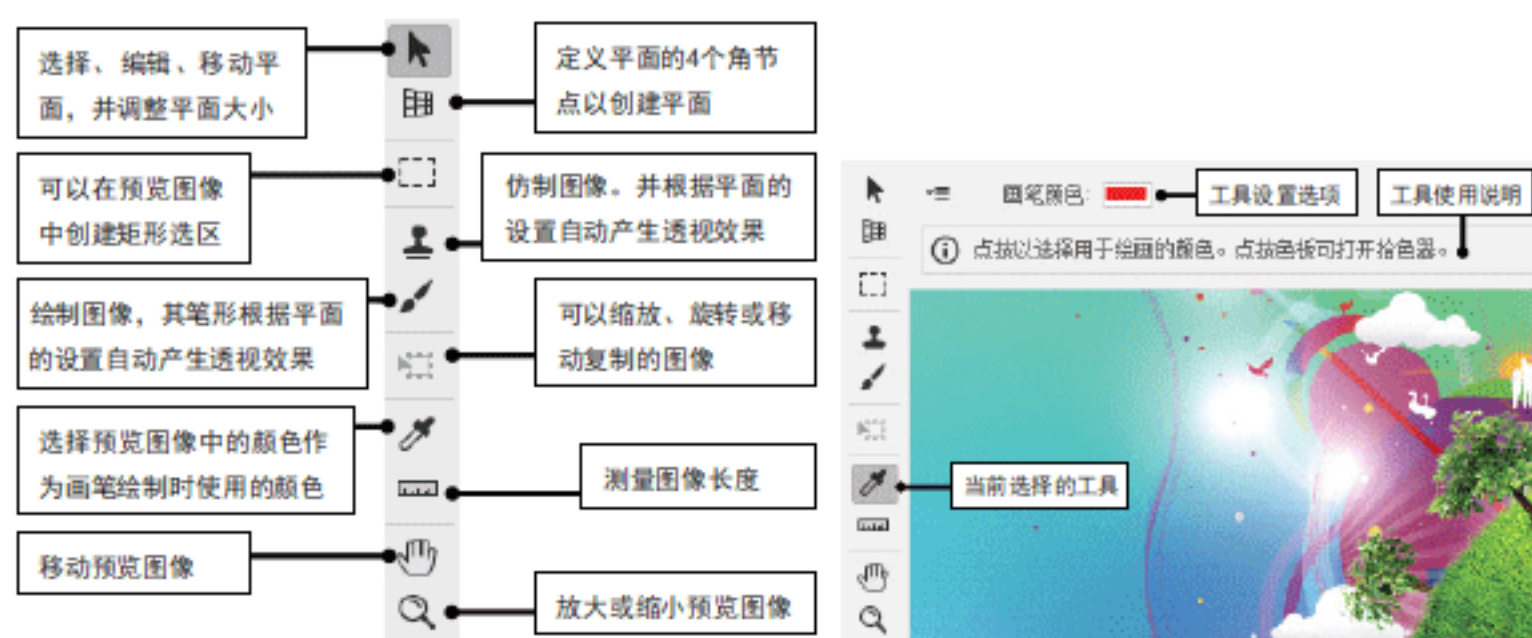 选择、编辑、移动平
面，并调整平面大小
定义平面的4个角节
点以创建平面
可以在预览图像
中创建矩形选区
仿制图像。并根据平面的
设置自动产生透视效果
绘制图像，其笔形根据平面
的设置自动产生透视效果
可以缩放、旋转或移
动复制的图像
选择预览图像中的颜色作
为画笔绘制时使用的颜色
测量图像长度
移动预览图像
放大或缩小预览图像
画笔颜色:
工具设置选项
工具使用说明
点按以选择用于绘画的颜色。点按色板可打开拾色器。
当前选择的工具